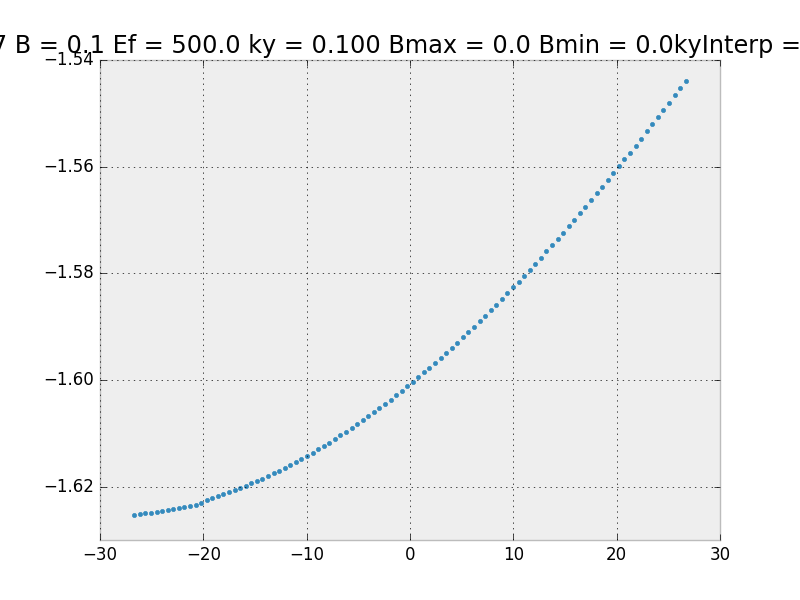 7 B = 0.1 Ef = 500.0 ky = 0.100 Bmax = 0.0 Bmin = 0.0kyInterp =
−1.54
−1.56
−1.58
−1.60
−1.62
−30 −20 −10 0 10 20 30